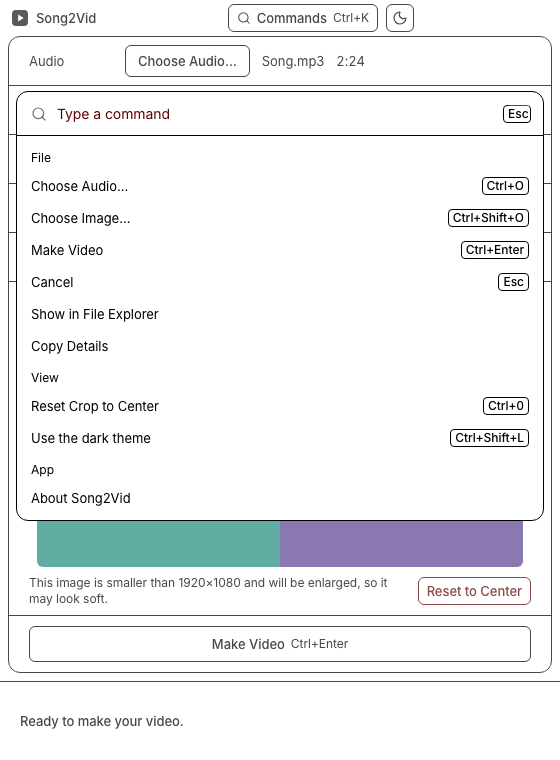 Song2Vid
Commands Ctrl+K
Audio
Choose Audio...
Song.mp3 2:24
Type a command
Esc
File
Choose Audio...
Ctrl+O
Choose Image...
Ctrl+Shift+O
Make Video
Ctrl+Enter
Cancel
Esc
Show in File Explorer
Copy Details
View
Reset Crop to Center
Ctrl+0
Use the dark theme
Ctrl+Shift+L
App
About Song2Vid
This image is smaller than 1920×1080 and will be enlarged, so it
may look soft.
Reset to Center
Make Video Ctrl+Enter
Ready to make your video.